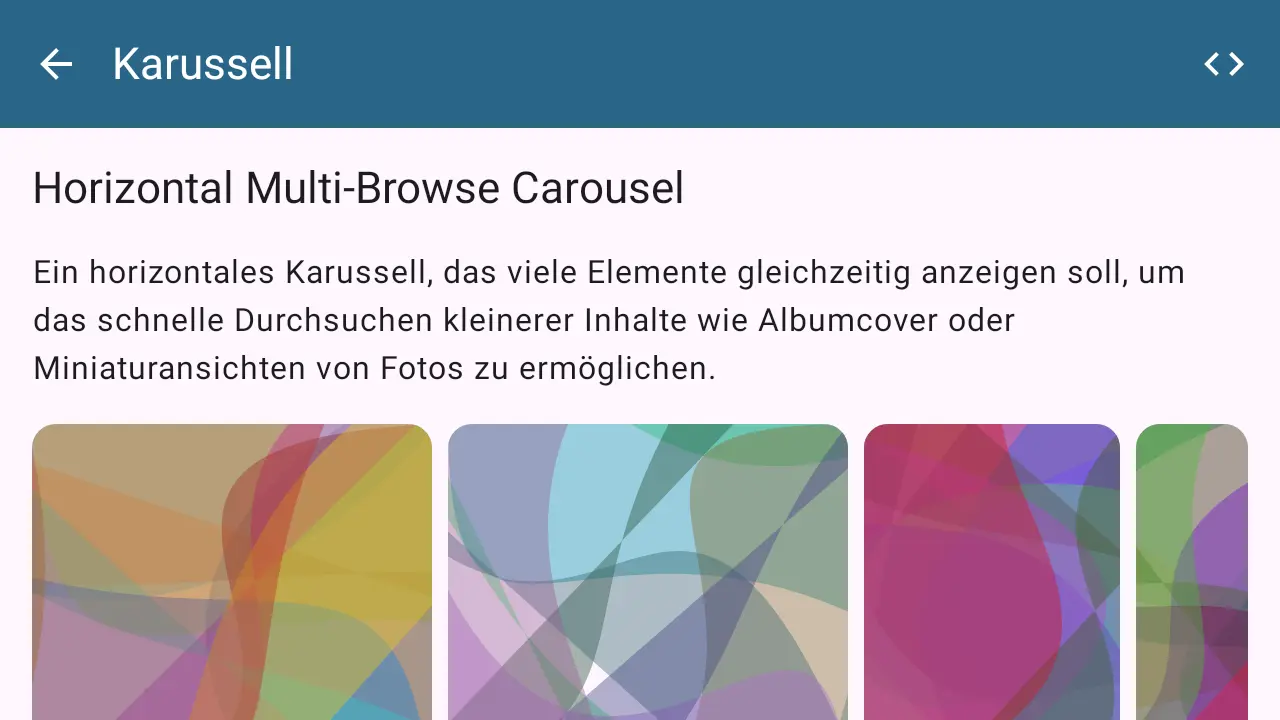 Karussell
Horizontal Multi-Browse Carousel
Ein horizontales Karussell, das viele Elemente gleichzeitig anzeigen soll, um
das schnelle Durchsuchen kleinerer Inhalte wie Albumcover oder
Miniaturansichten von Fotos zu ermöglichen.